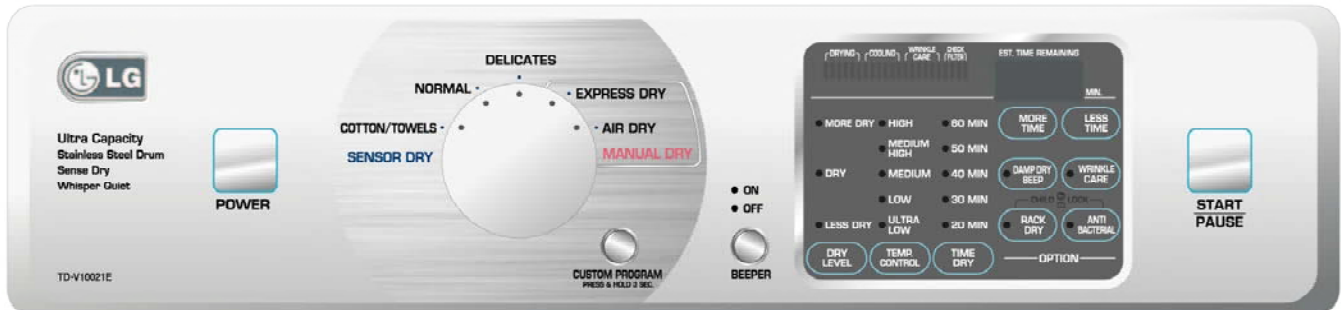 LG
Ultra Capacity
Stainless Steel Drum
Sense Dry
Whisper Quiet
POWER
TD-V10021E
DELICATES
NORMAL
EXPRESS DRY
COTTON/TOWELS
AIR DRY
SENSOR DRY
MANUAL DRY
CUSTOM PROGRAM
PRESS & HOLD 3 SEC.
ON
OFF
BEEPER
DRYING
COOLING
WRINKLE
CARE
CHECK
FILTER
EST. TIME REMAINING
MIN.
MORE DRY
HIGH
60 MIN
MORE
TIME
LESS
TIME
MEDIUM
HIGH
50 MIN
DRY
MEDIUM
40 MIN
DAMP DRY
BEEP
WRINKLE
CARE
LOW
30 MIN
CHILD LOCK
LESS DRY
ULTRA
LOW
20 MIN
RACK
DRY
ANTI
BACTERIAL
DRY
LEVEL
TEMP.
CONTROL
TIME
DRY
OPTION
START
PAUSE